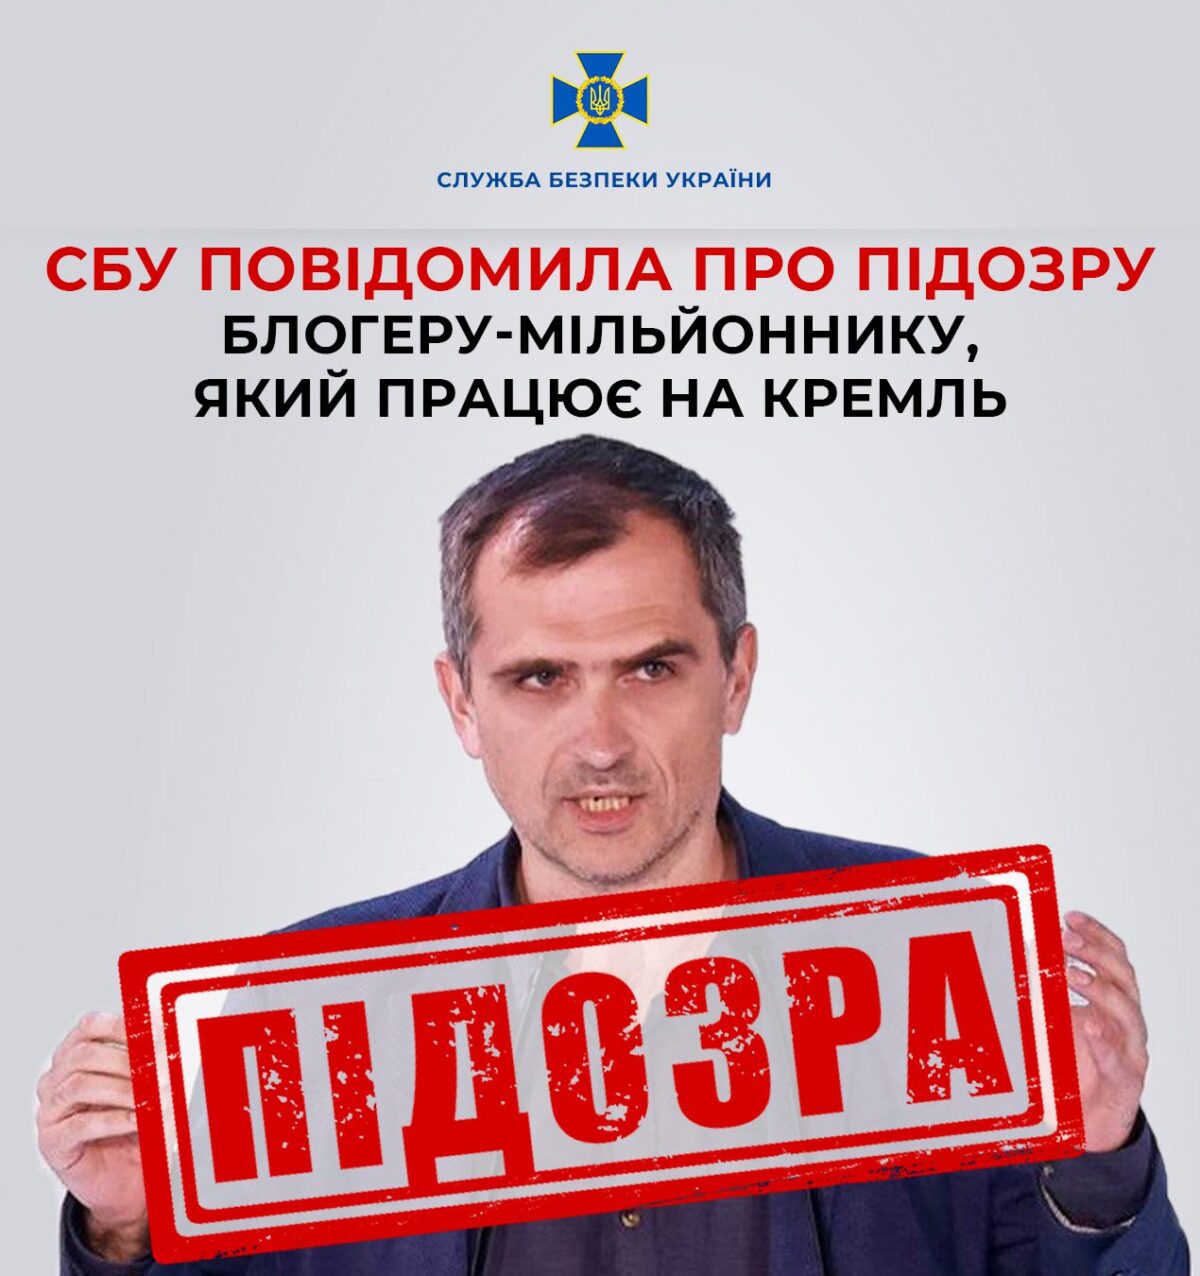 СЛУЖБА БЕЗПЕКИ УКРАЇНИ
СБУ ПОВІДОМИЛА ПРО ПІДОЗРУ
БЛОГЕРУ-МІЛЬЙОННИКУ,
ЯКИЙ ПРАЦЮЄ НА КРЕМЛЬ
ПІДОЗРА